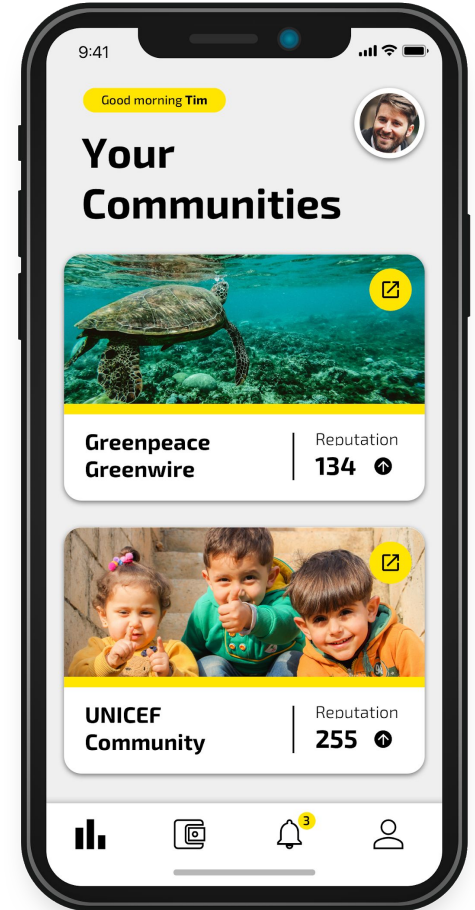 9:41
Good morning Tim
Your
Communities
Greenpeace
Greenwire
Reputation
134
UNICEF
Community
Reputation
255
3